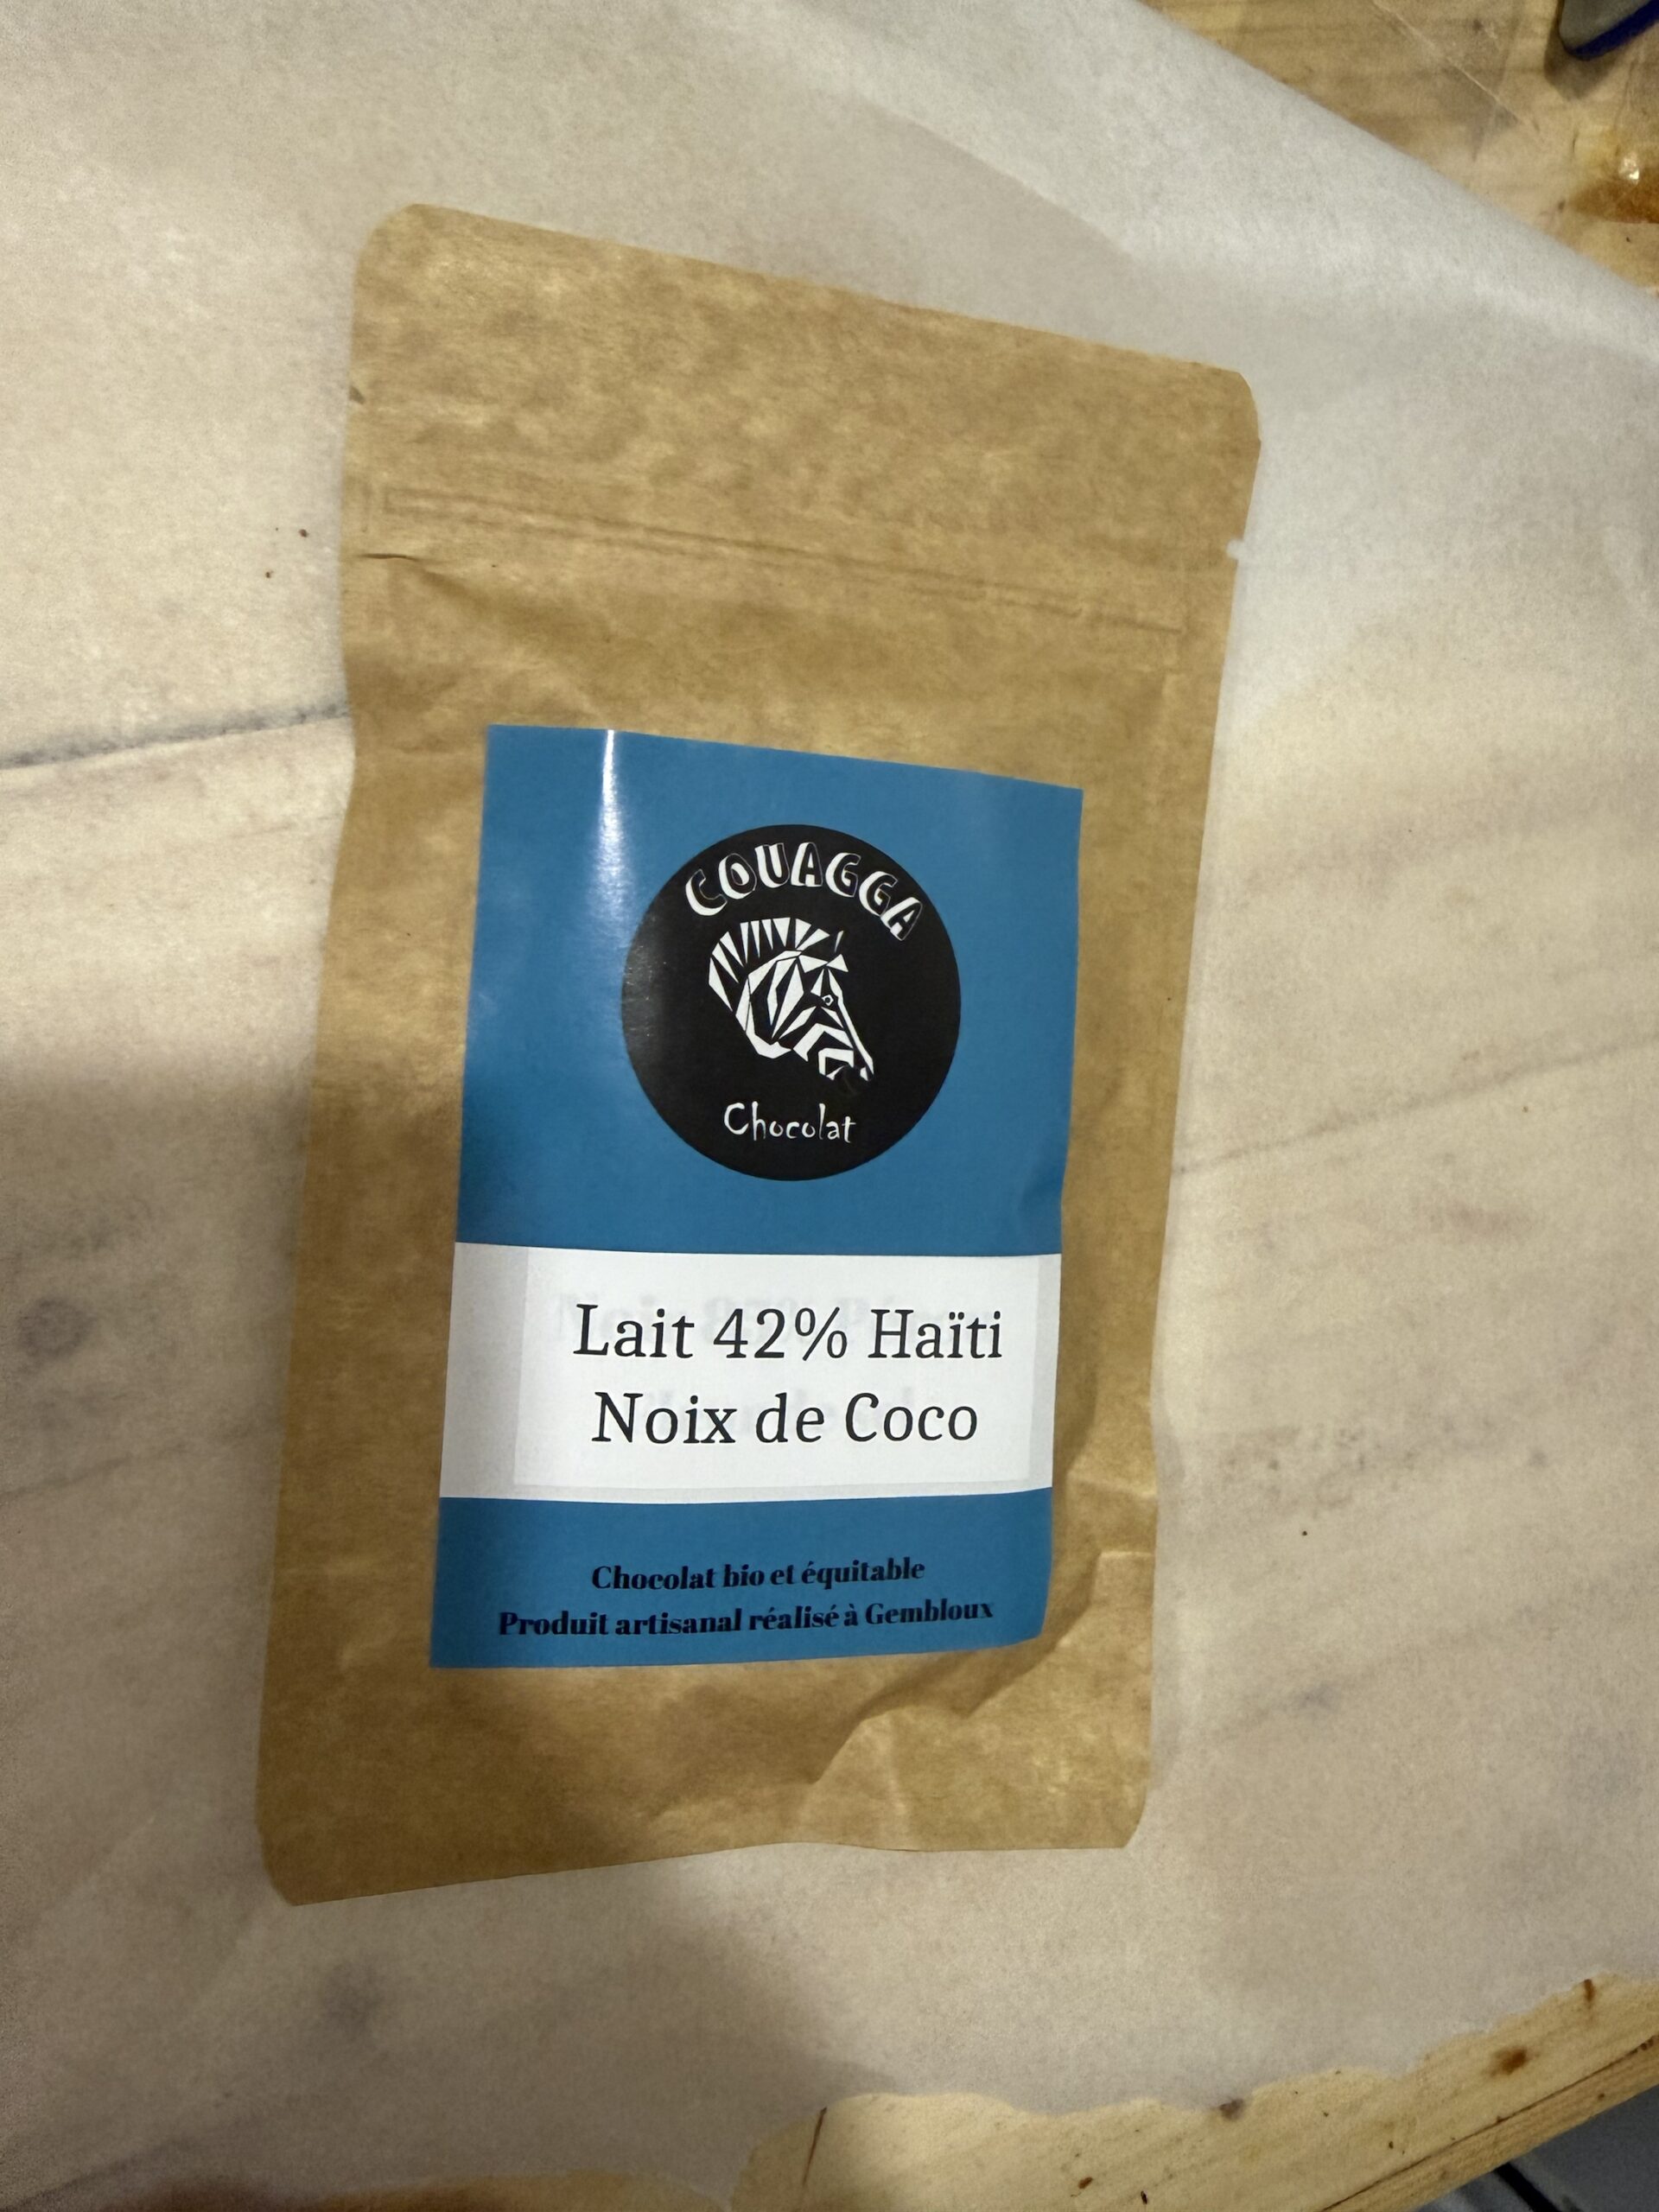 COUAGGA
Chocolat
Lait 42% Haïti
Noix de Coco
Chocolat bio et équitable
Produit artisanal réalisé à Gembloux